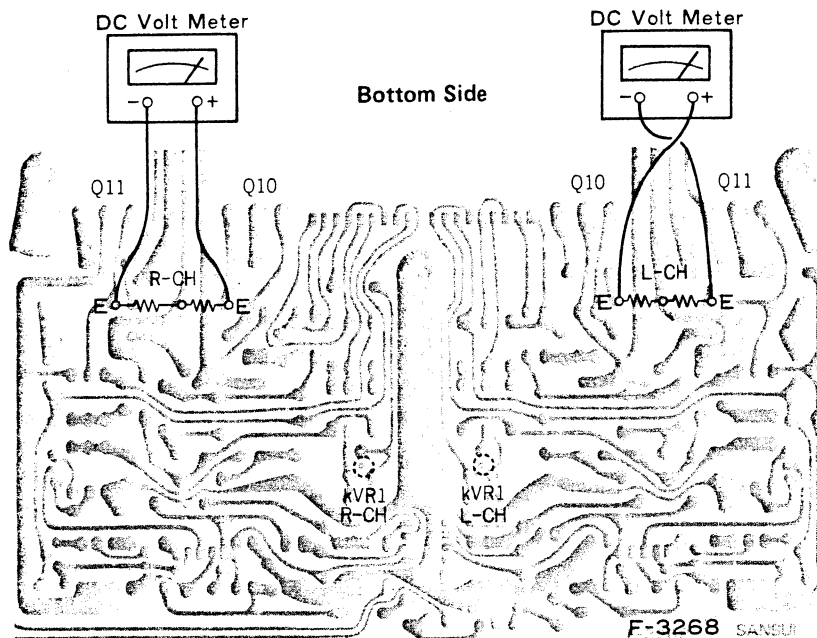 DC Volt Meter
DC Volt Meter
- +
- +
Bottom Side
Q11 Q10 Q10 Q11
R-CH L-CH
E E E E
kVR1 kVR1
R-CH L-CH
F-3268 SANSUI